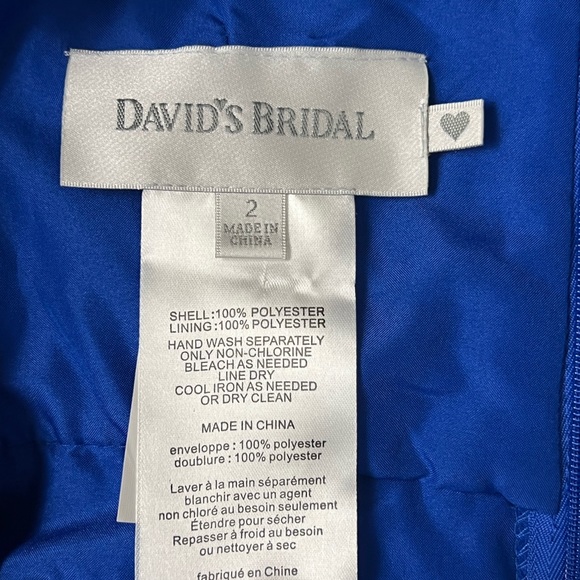 DAVID'S BRIDAL
2
MADE IN
CHINA
SHELL:100% POLYESTER
LINING:100% POLYESTER
HAND WASH SEPARATELY
ONLY NON-CHLORINE
BLEACH AS NEEDED
LINE DRY
COOL IRON AS NEEDED
OR DRY CLEAN
MADE IN CHINA
enveloppe : 100% polyester
doublure : 100% polyester
Laver à la main séparément
blanchir avec un agent
non chloré au besoin seulement
Étendre pour sécher
Repasser à froid au besoin
ou nettoyer à sec
fabriqué en Chine